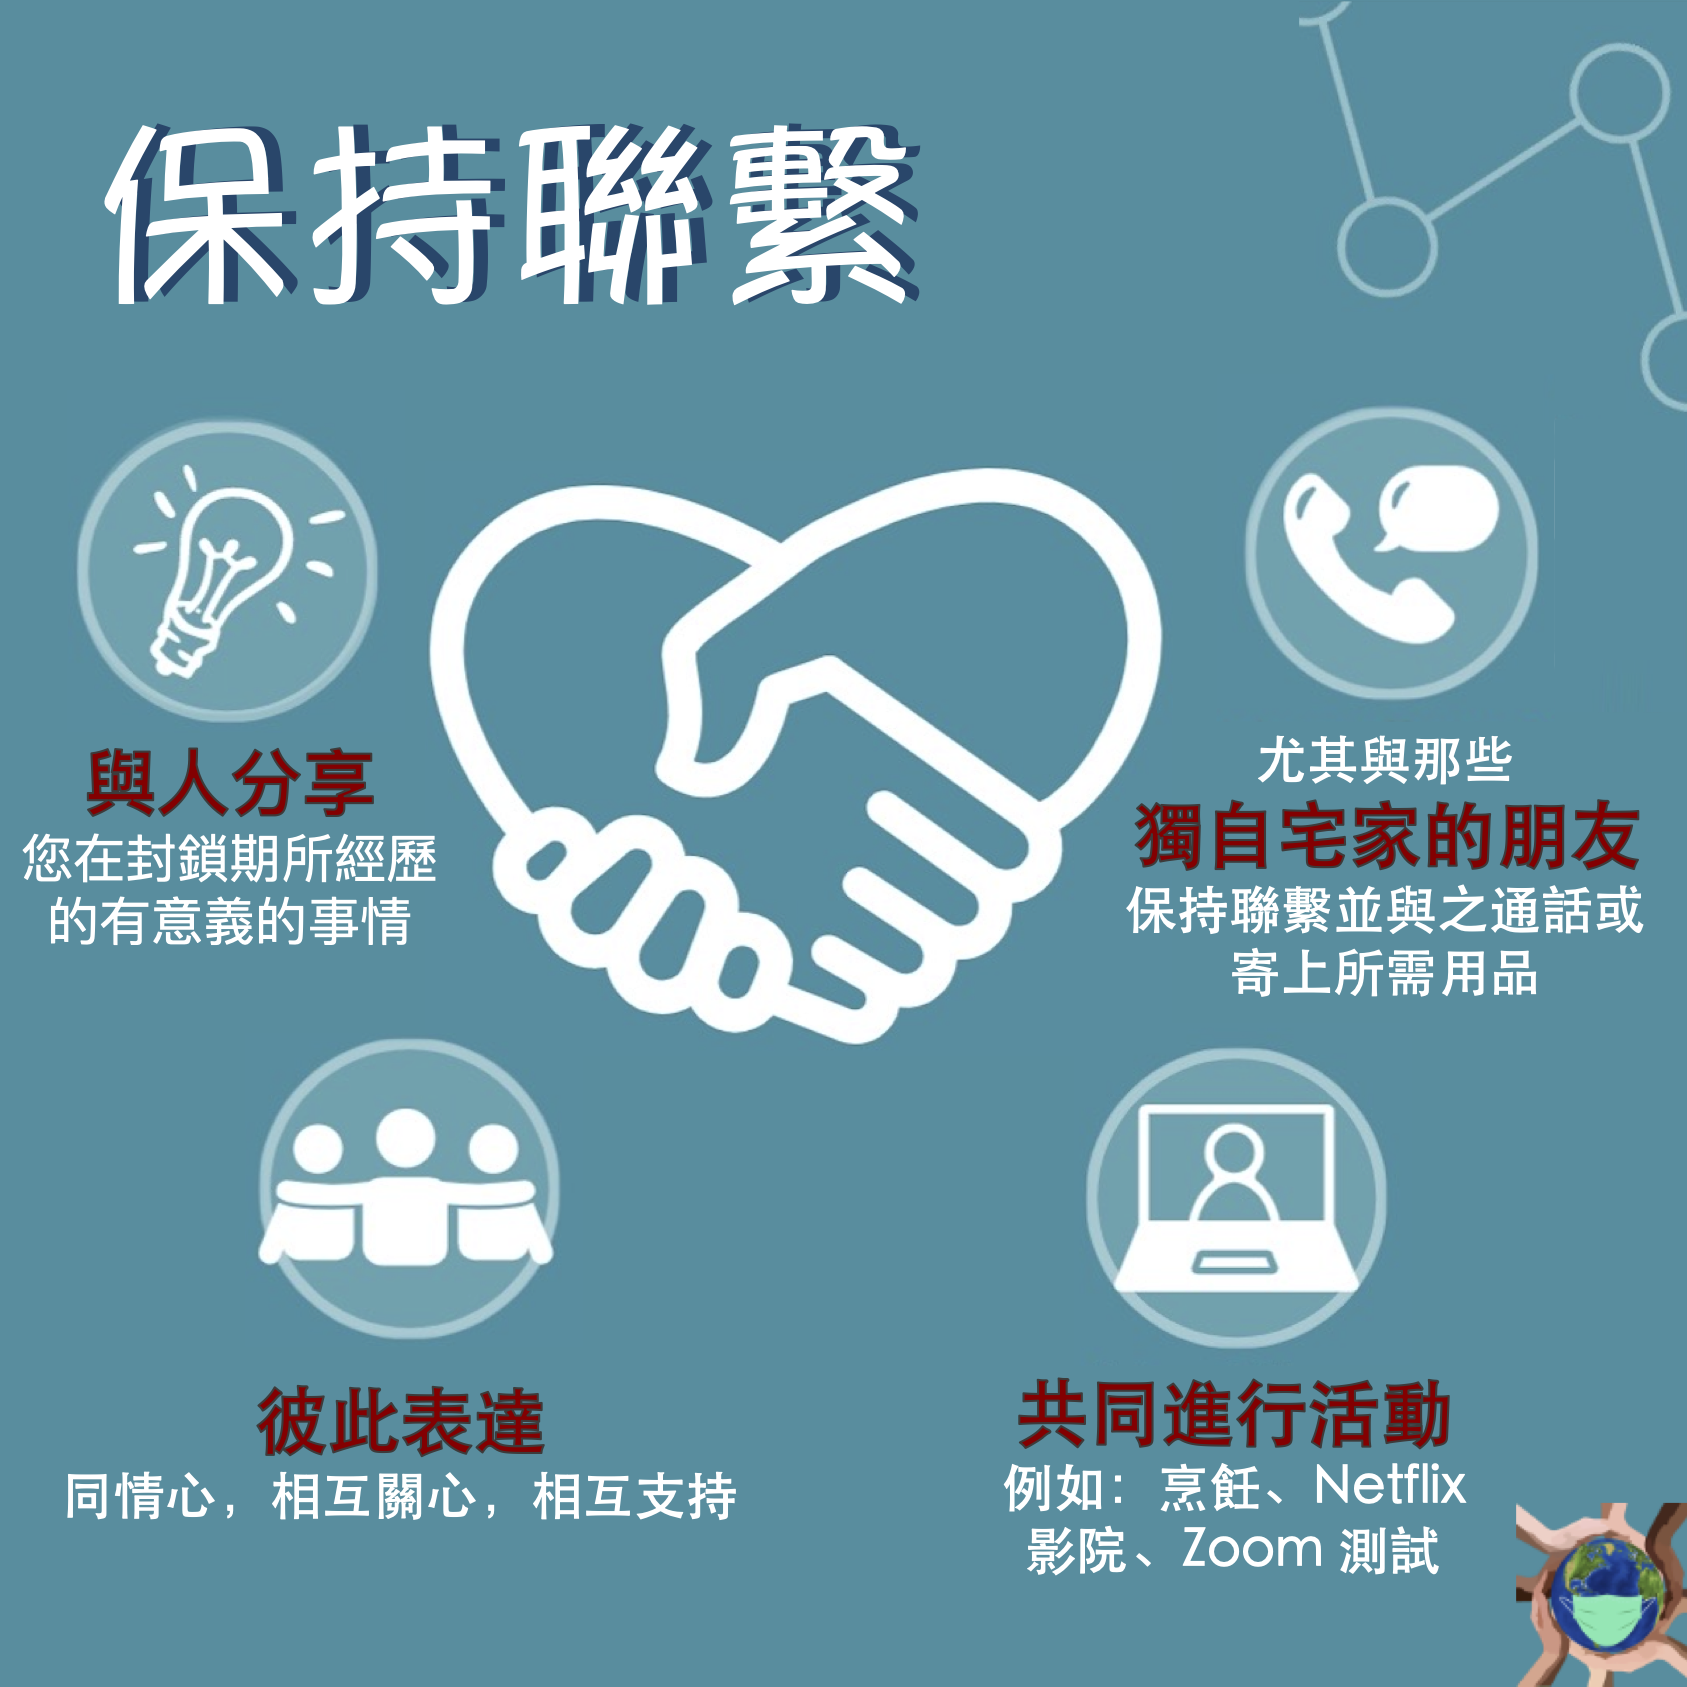 保持聯繫
與人分享
您在封鎖期所經歷
的有意義的事情
尤其與那些
獨自宅家的朋友
保持聯繫並與之通話或
寄上所需用品
彼此表達
同情心，相互關心，相互支持
共同進行活動
例如：烹飪、Netflix
影院、Zoom 測試